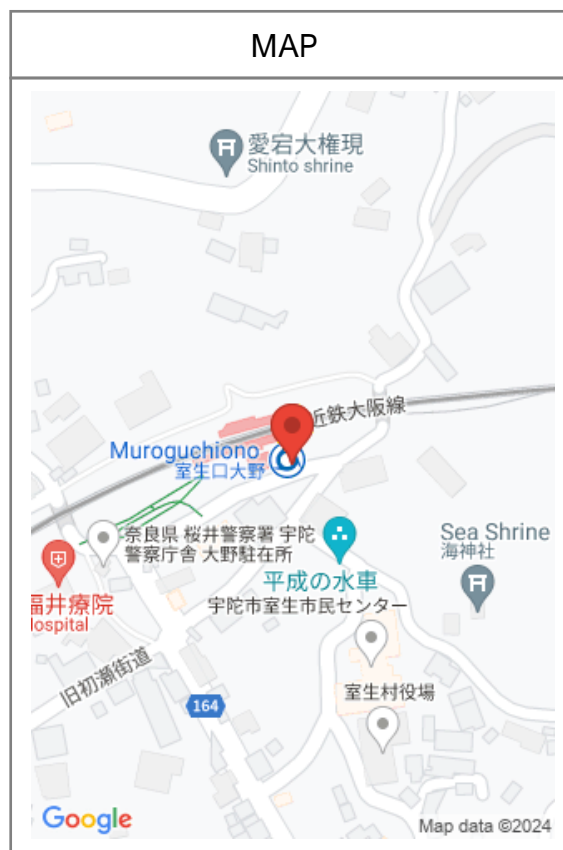 MAP
愛宕大権現
Shinto shrine
近鉄大阪線
Muroguchiono
室生口大野
奈良県 桜井警察署 宇陀
警察庁舎 大野駐在所
Sea Shrine
海神社
福井療院
Hospital
平成の水車
宇陀市室生市民センター
旧初瀬街道
室生村役場
164
Google
Map data ©2024